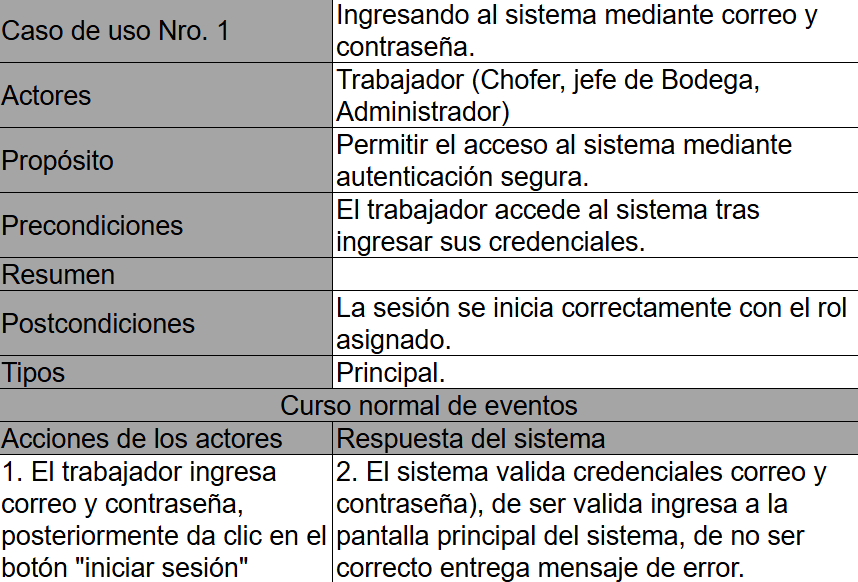 Caso de uso Nro. 1
Ingresando al sistema mediante correo y
contraseña.
Actores
Trabajador (Chofer, jefe de Bodega,
Administrador)
Propósito
Permitir el acceso al sistema mediante
autenticación segura.
Precondiciones
El trabajador accede al sistema tras
ingresar sus credenciales.
Resumen
Postcondiciones
La sesión se inicia correctamente con el rol
asignado.
Tipos
Principal.
Curso normal de eventos
Acciones de los actores
Respuesta del sistema
1. El trabajador ingresa
correo y contraseña,
posteriormente da clic en el
botón "iniciar sesión"
2. El sistema valida credenciales correo y
contraseña), de ser valida ingresa a la
pantalla principal del sistema, de no ser
correcto entrega mensaje de error.